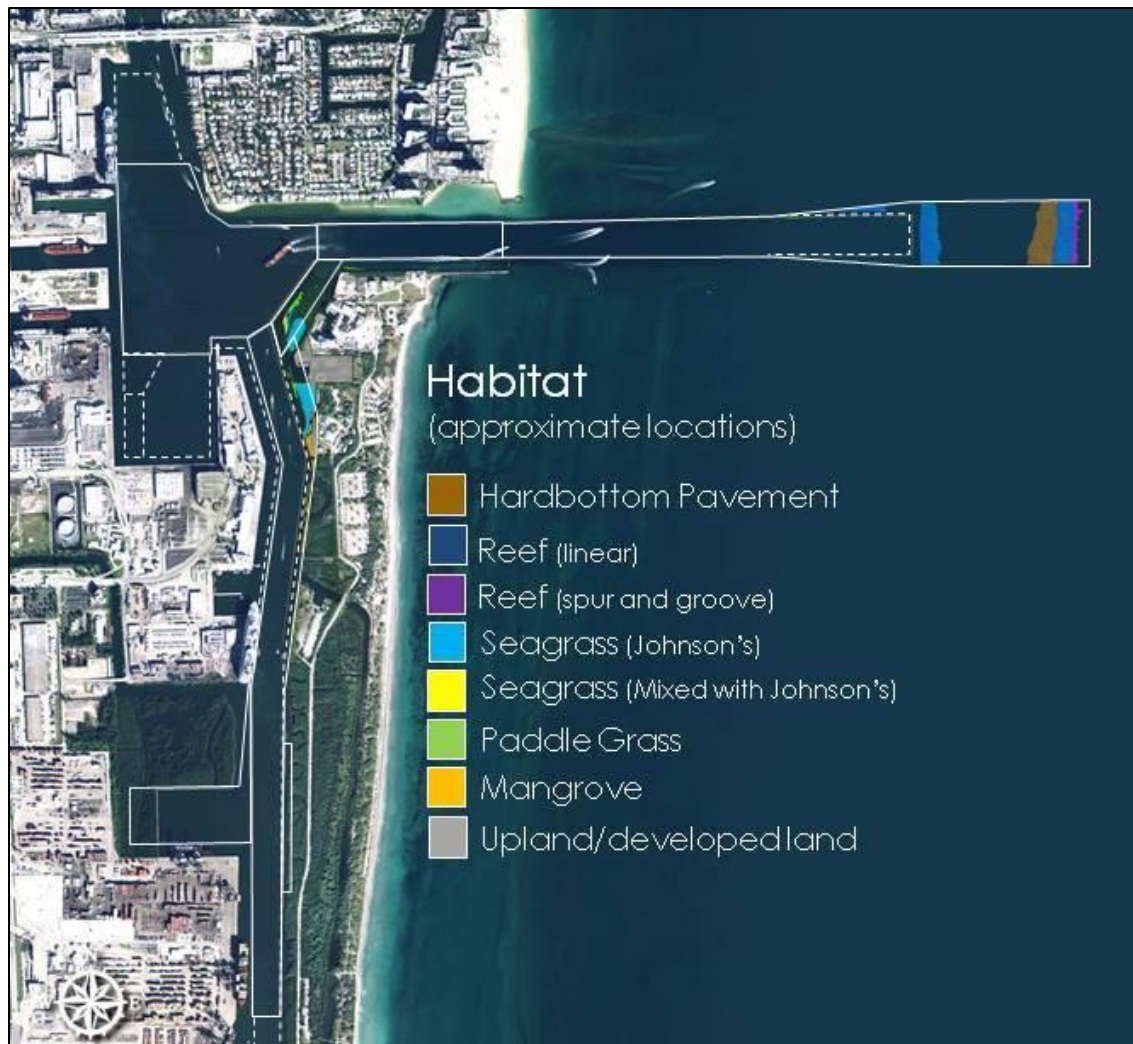 Habitat
(approximate locations)
Hardbottom Pavement
Reef (linear)
Reef (spur and groove)
Seagrass (Johnson's)
Seagrass (Mixed with Johnson's)
Paddle Grass
Mangrove
Upland/developed land
W E